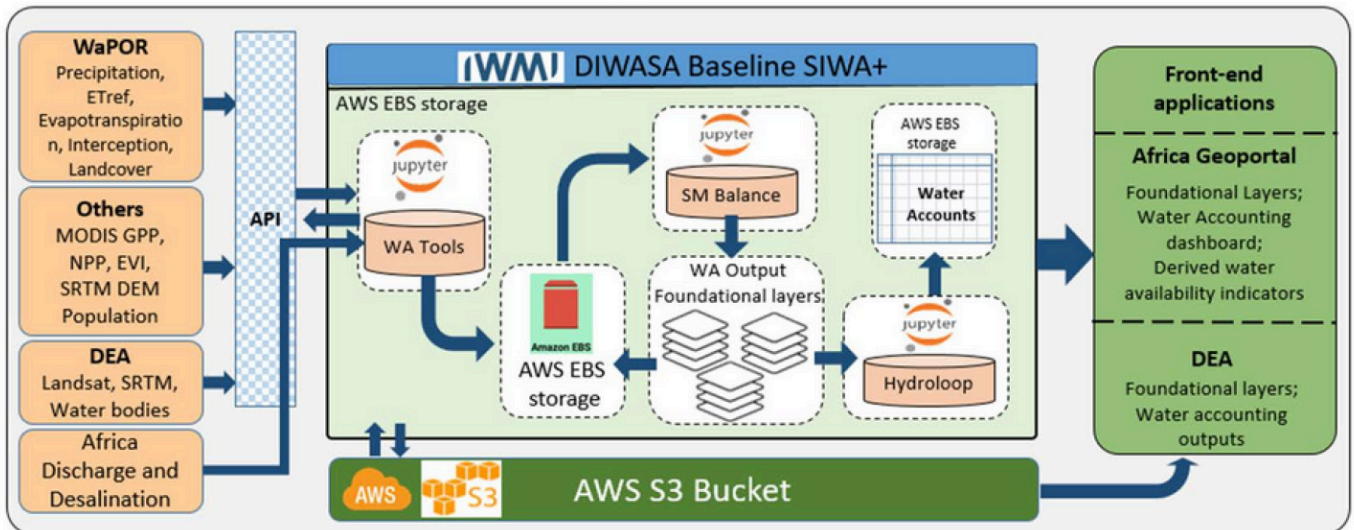 WaPOR
Precipitation,
ETref,
Evapotranspiratio
n, Interception,
Landcover
Others
MODIS GPP,
NPP, EVI,
SRTM DEM
Population
DEA
Landsat, SRTM,
Water bodies
Africa
Discharge and
Desalination
API
IWMI DIWASA Baseline SIWA+
AWS EBS storage
jupyter
WA Tools
Amazon EBS
AWS EBS
storage
jupyter
SM Balance
WA Output
Foundational layers
AWS EBS
storage
Water
Accounts
jupyter
Hydroloop
AWS
S3
AWS S3 Bucket
Front-end
applications
Africa Geoportal
Foundational Layers;
Water Accounting
dashboard;
Derived water
availability indicators
DEA
Foundational layers;
Water accounting
outputs